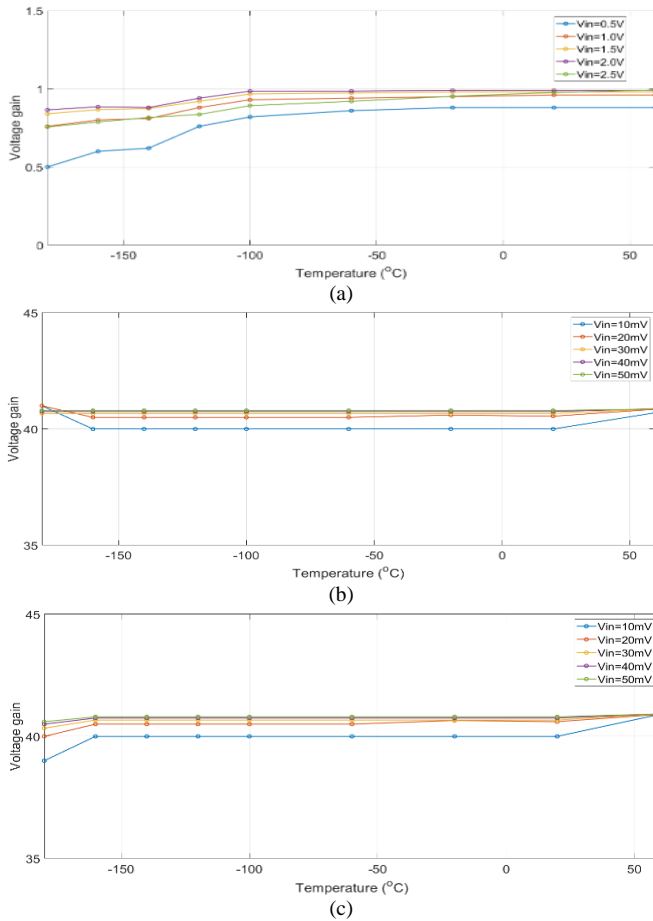 1.5
1
0.5
0
Voltage gain
Vin=0.5V
Vin=1.0V
Vin=1.5V
Vin=2.0V
Vin=2.5V
-150
-100
-50
0
50
Temperature (°C)
(a)
45
40
35
Voltage gain
Vin=10mV
Vin=20mV
Vin=30mV
Vin=40mV
Vin=50mV
-150
-100
-50
0
50
Temperature (°C)
(b)
45
40
35
Voltage gain
Vin=10mV
Vin=20mV
Vin=30mV
Vin=40mV
Vin=50mV
-150
-100
-50
0
50
Temperature (°C)
(c)